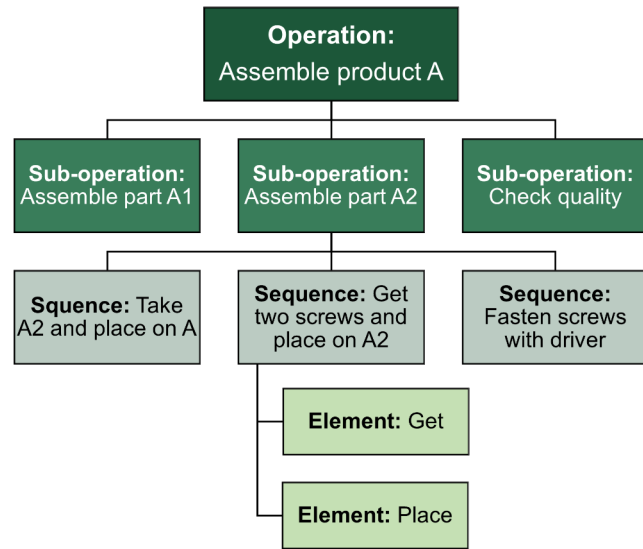 Operation:
Assemble product A
Sub-operation:
Assemble part A1
Sub-operation:
Assemble part A2
Sub-operation:
Check quality
Squence: Take
A2 and place on A
Sequence: Get
two screws and
place on A2
Sequence:
Fasten screws
with driver
Element: Get
Element: Place